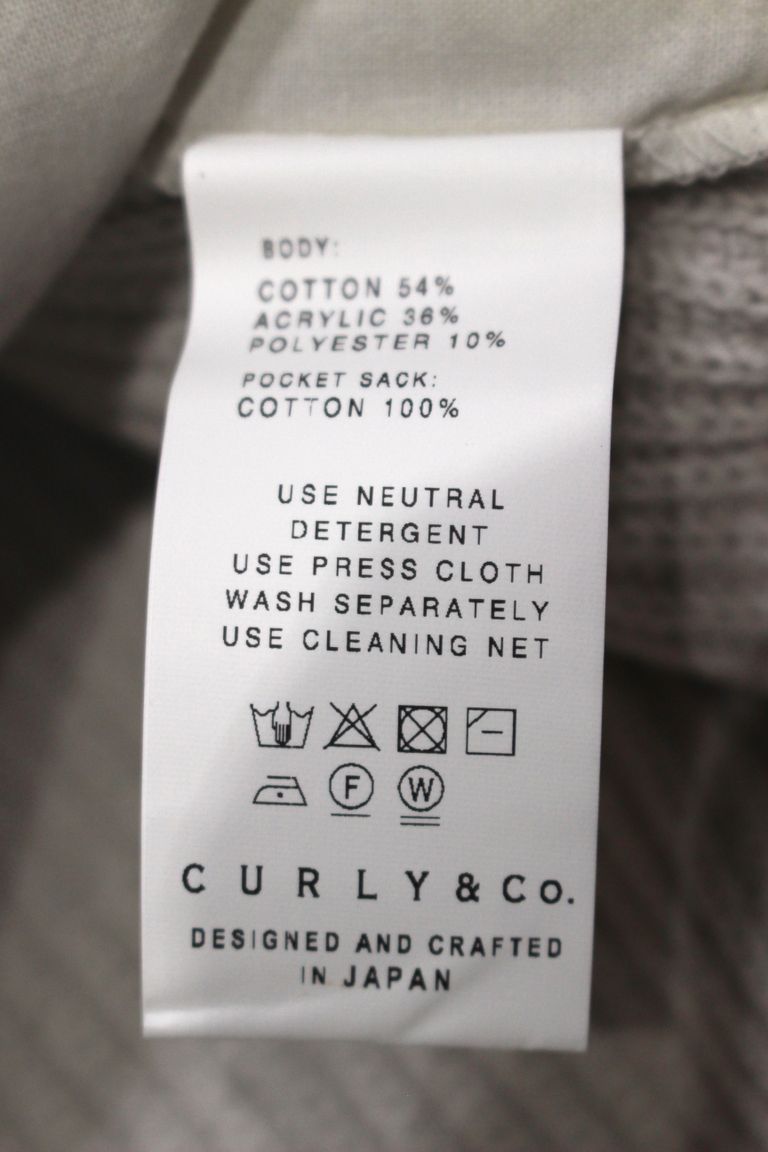 BODY:
COTTON 54%
ACRYLIC 36%
POLYESTER 10%
POCKET SACK:
COTTON 100%
USE NEUTRAL
DETERGENT
USE PRESS CLOTH
WASH SEPARATELY
USE CLEANING NET
F W
CURLY & Co.
DESIGNED AND CRAFTED
IN JAPAN